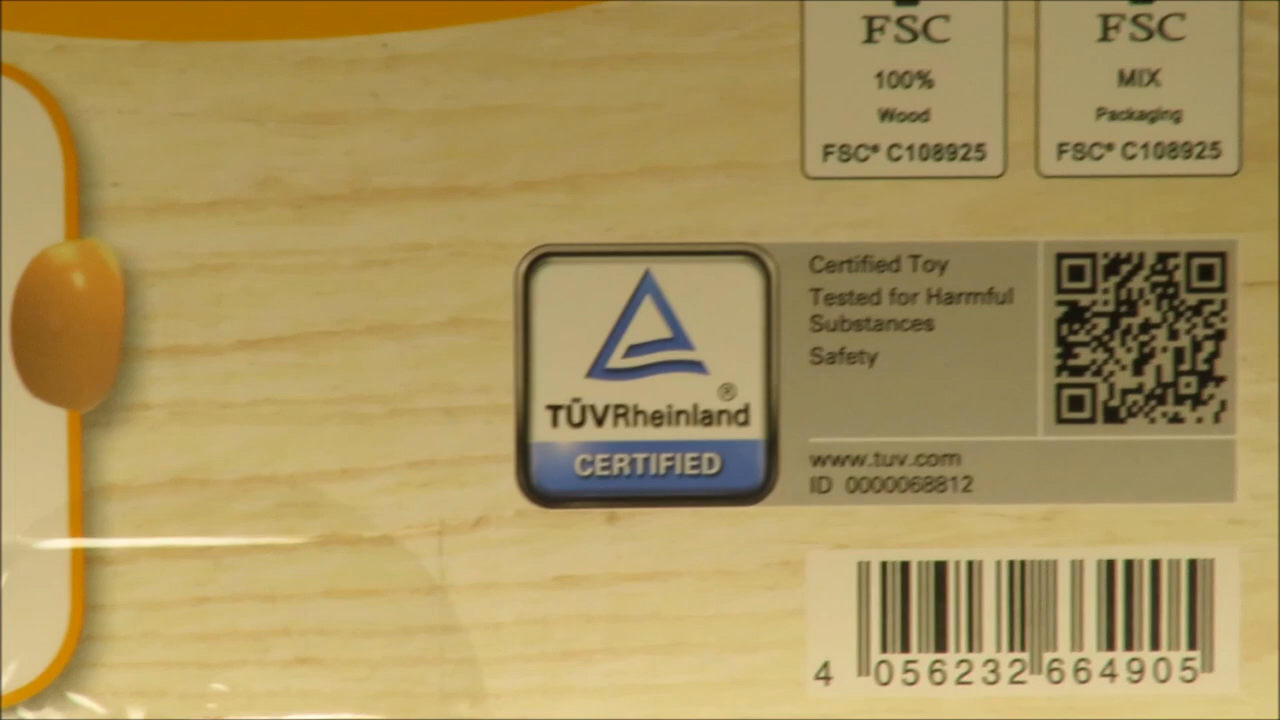 FSC
100%
Wood
FSC® C108925
FSC
MIX
Packaging
FSC® C108925
TÜVRheinland®
CERTIFIED
Certified Toy
Tested for Harmful
Substances
Safety
www.tuv.com
ID 0000068812
4 056232 664905